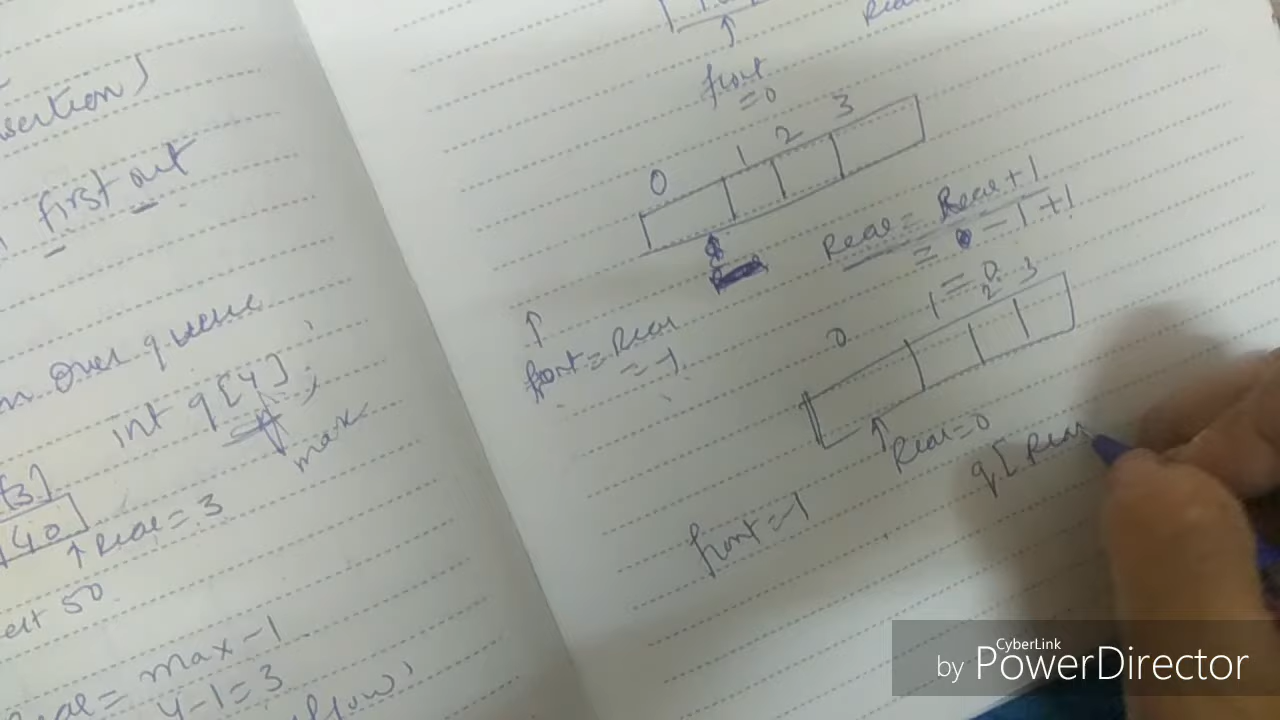 first out
over queue
int q[4];
max
[3]
40
↑ Rear = 3
50
= max - 1
4-1=3
↑
front
=0
0 1 2 3
↑
front = Rear
= -1
Rear = Rear + 1
= -1 + 1
= 0
0 1 2 3
↑ Rear=0
front = -1
q[Rear
CyberLink
by PowerDirector